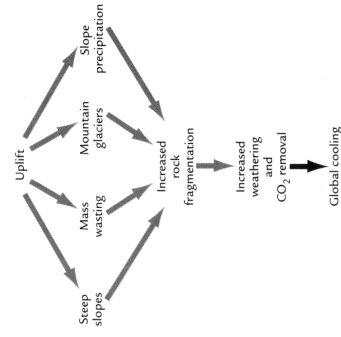 Uplift
Steep
slopes
Mass
wasting
Mountain
glaciers
Slope
precipitation
Increased
rock
fragmentation
Increased
weathering
and
CO₂ removal
Global cooling